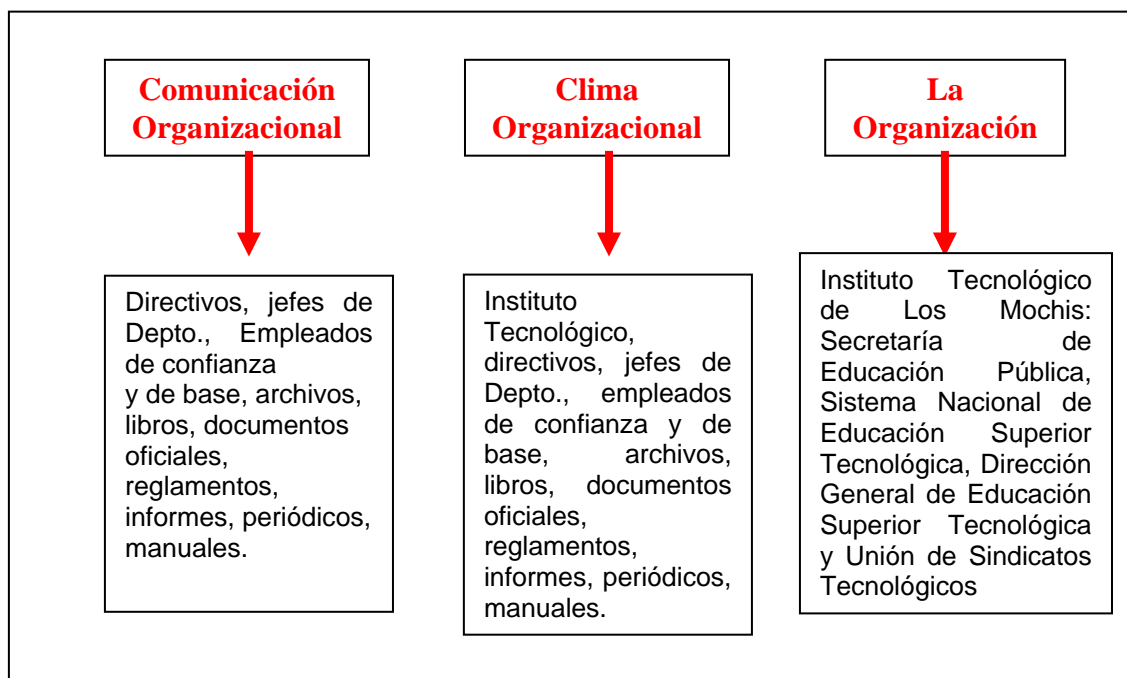 Comunicación
Organizacional
Clima
Organizacional
La
Organización
Directivos, jefes de
Depto., Empleados
de confianza
y de base, archivos,
libros, documentos
oficiales,
reglamentos,
informes, periódicos,
manuales.
Instituto
Tecnológico,
directivos, jefes de
Depto., empleados
de confianza y de
base, archivos,
libros, documentos
oficiales,
reglamentos,
informes, periódicos,
manuales.
Instituto Tecnológico
de Los Mochis:
Secretaría de
Educación Pública,
Sistema Nacional de
Educación Superior
Tecnológica, Dirección
General de Educación
Superior Tecnológica
y Unión de Sindicatos
Tecnológicos